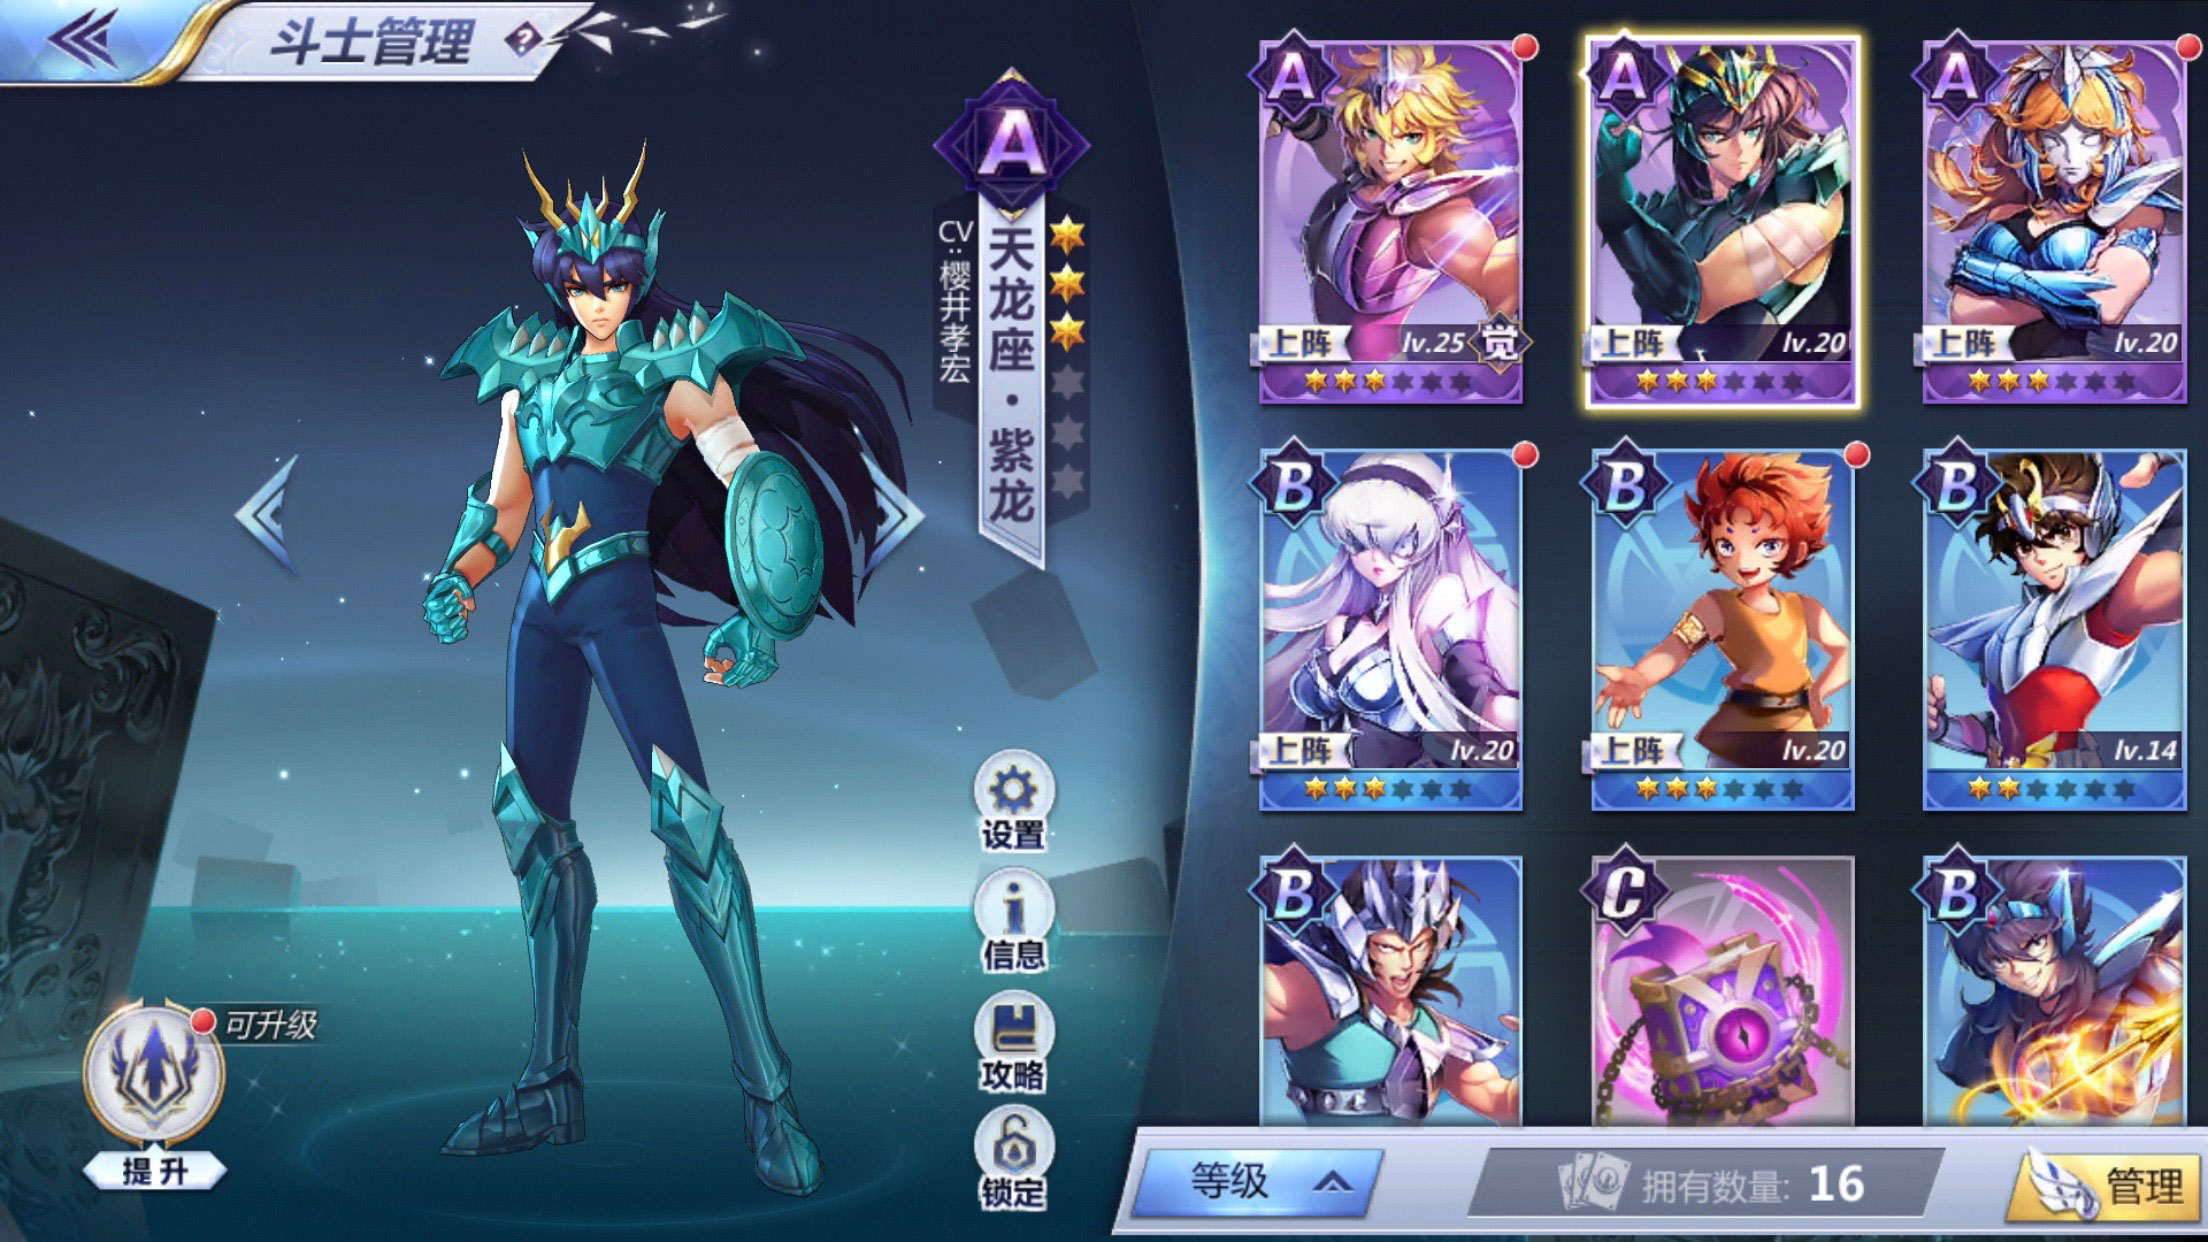 斗士管理
?
A
天龙座·紫龙
CV:樱井孝宏
设置
信息
攻略
锁定
可升级
提升
A
上阵
lv.25
觉
A
上阵
lv.20
A
上阵
lv.20
B
上阵
lv.20
B
上阵
lv.20
B
lv.14
B
C
B
等级
拥有数量: 16
管理